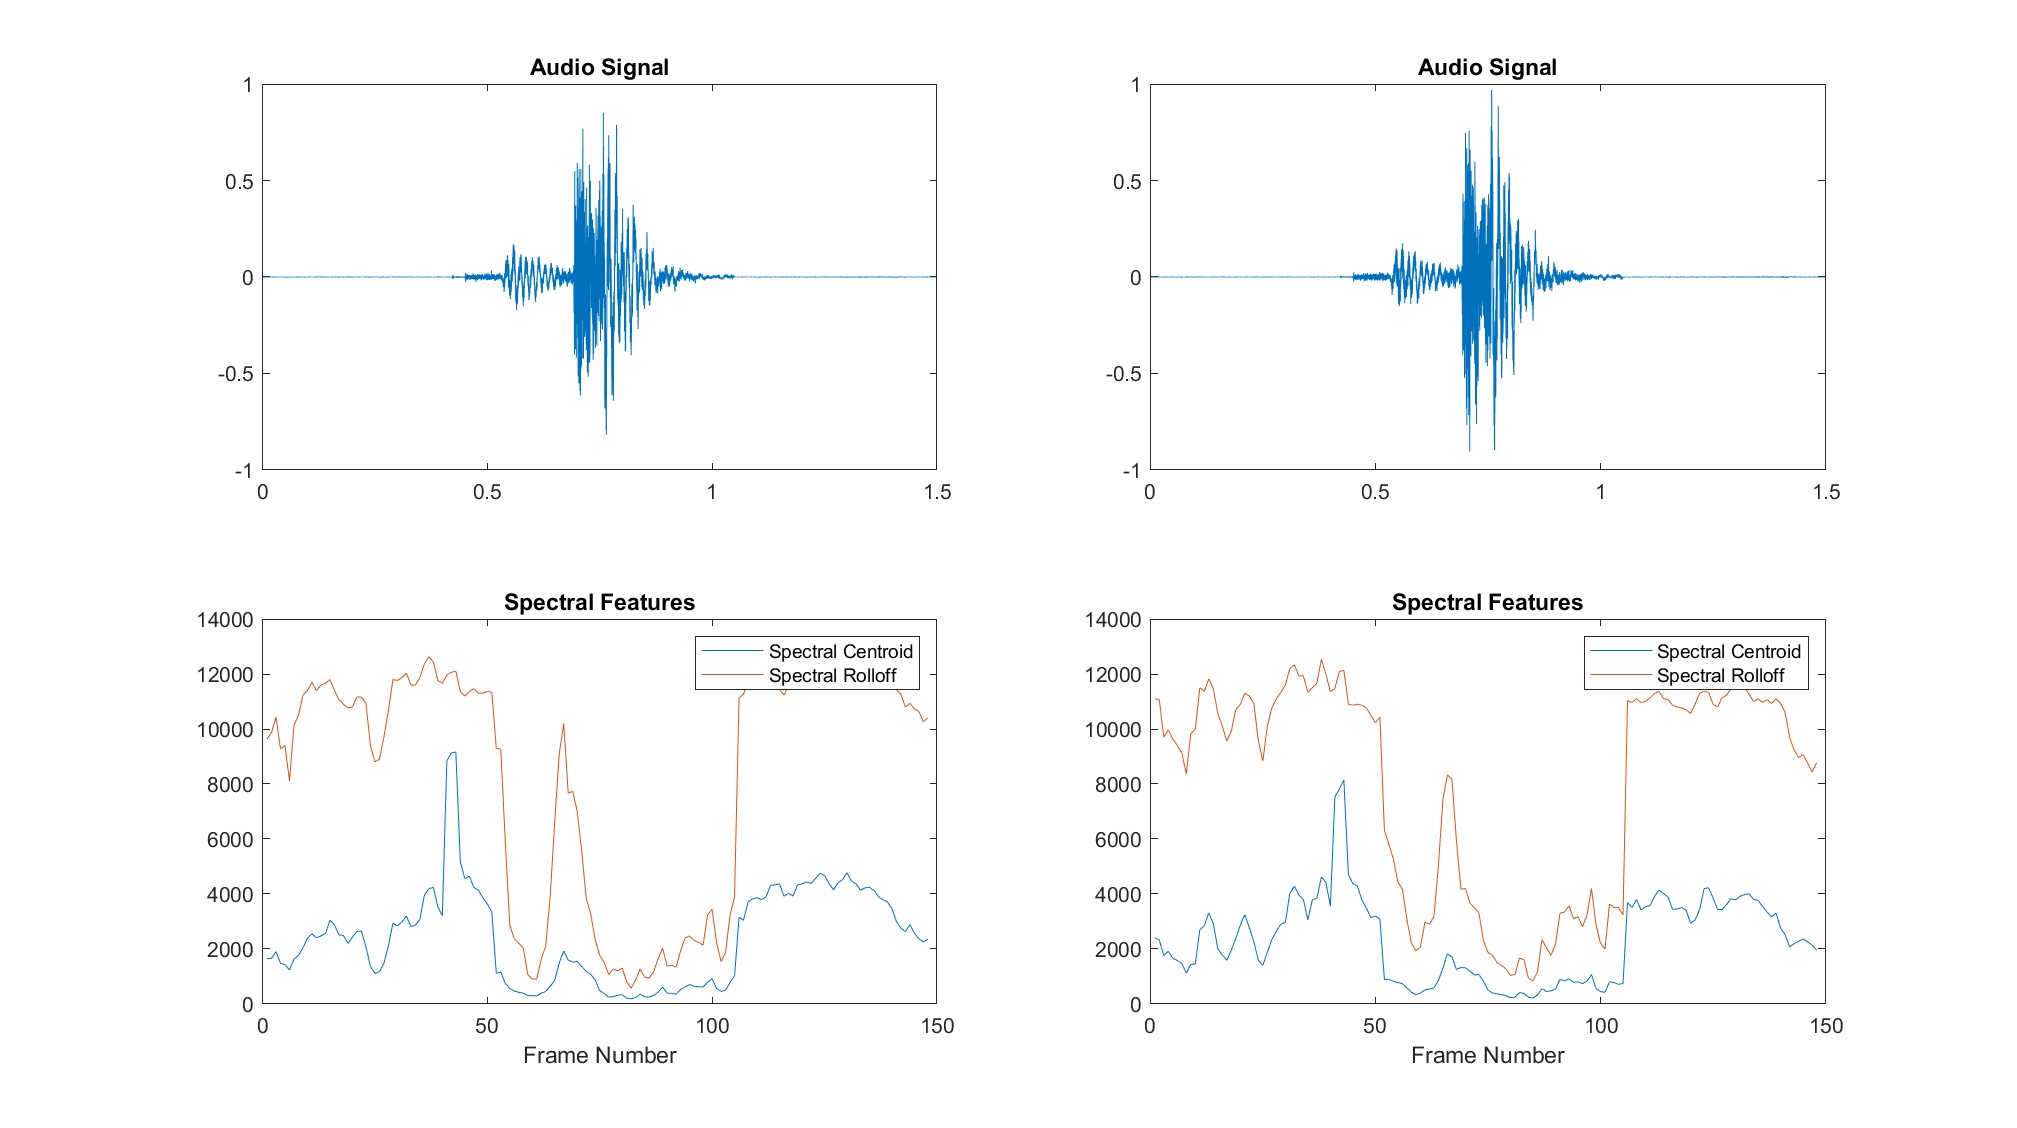 Audio Signal
1
0.5
0
-0.5
-1
0 0.5 1 1.5
Audio Signal
1
0.5
0
-0.5
-1
0 0.5 1 1.5
Spectral Features
14000
12000
10000
8000
6000
4000
2000
0
Spectral Centroid
Spectral Rolloff
0 50 100 150
Frame Number
Spectral Features
14000
12000
10000
8000
6000
4000
2000
0
Spectral Centroid
Spectral Rolloff
0 50 100 150
Frame Number